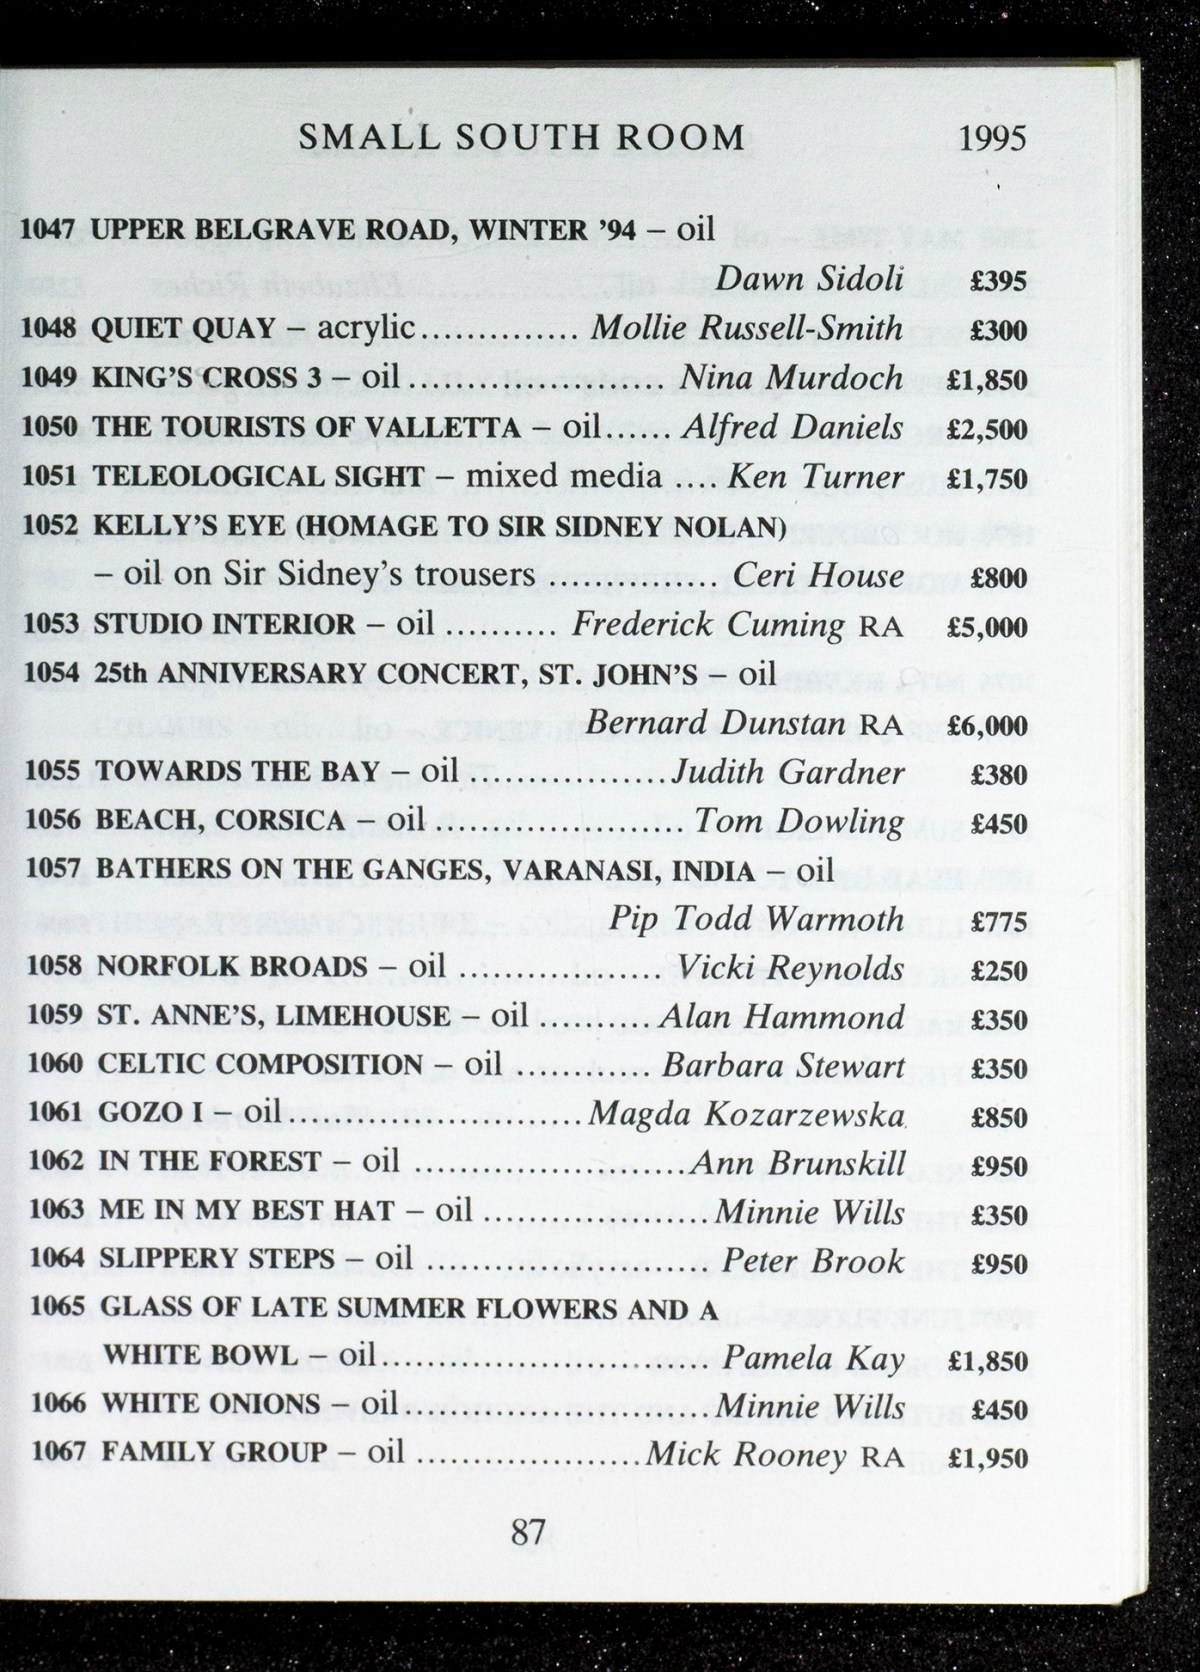 SMALL SOUTH ROOM 1995
1047 UPPER BELGRAVE ROAD, WINTER ’94 – oil
Dawn Sidoli £395
1048 QUIET QUAY – acrylic.............. Mollie Russell-Smith £300
1049 KING’S CROSS 3 – oil........................ Nina Murdoch £1,850
1050 THE TOURISTS OF VALLETTA – oil...... Alfred Daniels £2,500
1051 TELEOLOGICAL SIGHT – mixed media .... Ken Turner £1,750
1052 KELLY’S EYE (HOMAGE TO SIR SIDNEY NOLAN)
– oil on Sir Sidney’s trousers................ Ceri House £800
1053 STUDIO INTERIOR – oil .......... Frederick Cuming RA £5,000
1054 25th ANNIVERSARY CONCERT, ST. JOHN’S – oil
Bernard Dunstan RA £6,000
1055 TOWARDS THE BAY – oil .................Judith Gardner £380
1056 BEACH, CORSICA – oil ....................... Tom Dowling £450
1057 BATHERS ON THE GANGES, VARANASI, INDIA – oil
Pip Todd Warmoth £775
1058 NORFOLK BROADS – oil .................. Vicki Reynolds £250
1059 ST. ANNE’S, LIMEHOUSE – oil ..........Alan Hammond £350
1060 CELTIC COMPOSITION – oil ............. Barbara Stewart £350
1061 GOZO I – oil...........................Magda Kozarzewska £850
1062 IN THE FOREST – oil ........................Ann Brunskill £950
1063 ME IN MY BEST HAT – oil.....................Minnie Wills £350
1064 SLIPPERY STEPS – oil .......................... Peter Brook £950
1065 GLASS OF LATE SUMMER FLOWERS AND A
WHITE BOWL – oil..............................Pamela Kay £1,850
1066 WHITE ONIONS – oil............................Minnie Wills £450
1067 FAMILY GROUP – oil ....................Mick Rooney RA £1,950
87